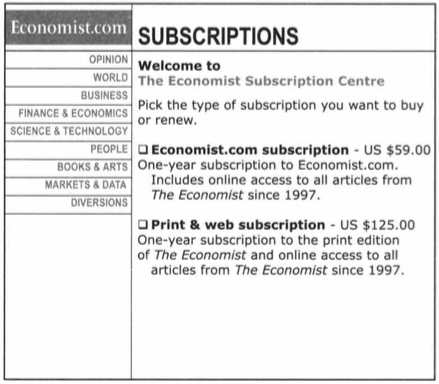 Economist.com
OPINION
WORLD
BUSINESS
FINANCE & ECONOMICS
SCIENCE & TECHNOLOGY
PEOPLE
BOOKS & ARTS
MARKETS & DATA
DIVERSIONS
SUBSCRIPTIONS
Welcome to
The Economist Subscription Centre
Pick the type of subscription you want to buy
or renew.
❑ Economist.com subscription - US $59.00
One-year subscription to Economist.com.
Includes online access to all articles from
The Economist since 1997.
❑ Print & web subscription - US $125.00
One-year subscription to the print edition
of The Economist and online access to all
articles from The Economist since 1997.